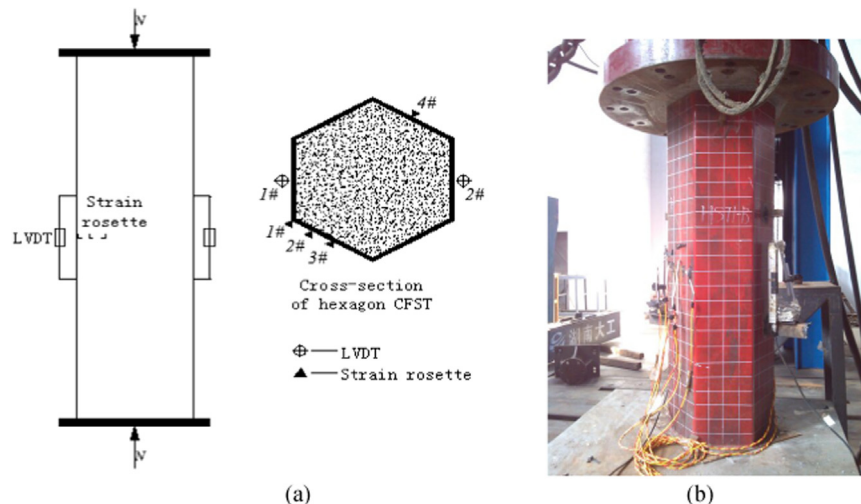 N
4#
Strain
rosette
LVDT
1#
2#
1#
2#
3#
Cross-section
of hexagon CFST
LVDT
Strain rosette
N
(a)
(b)